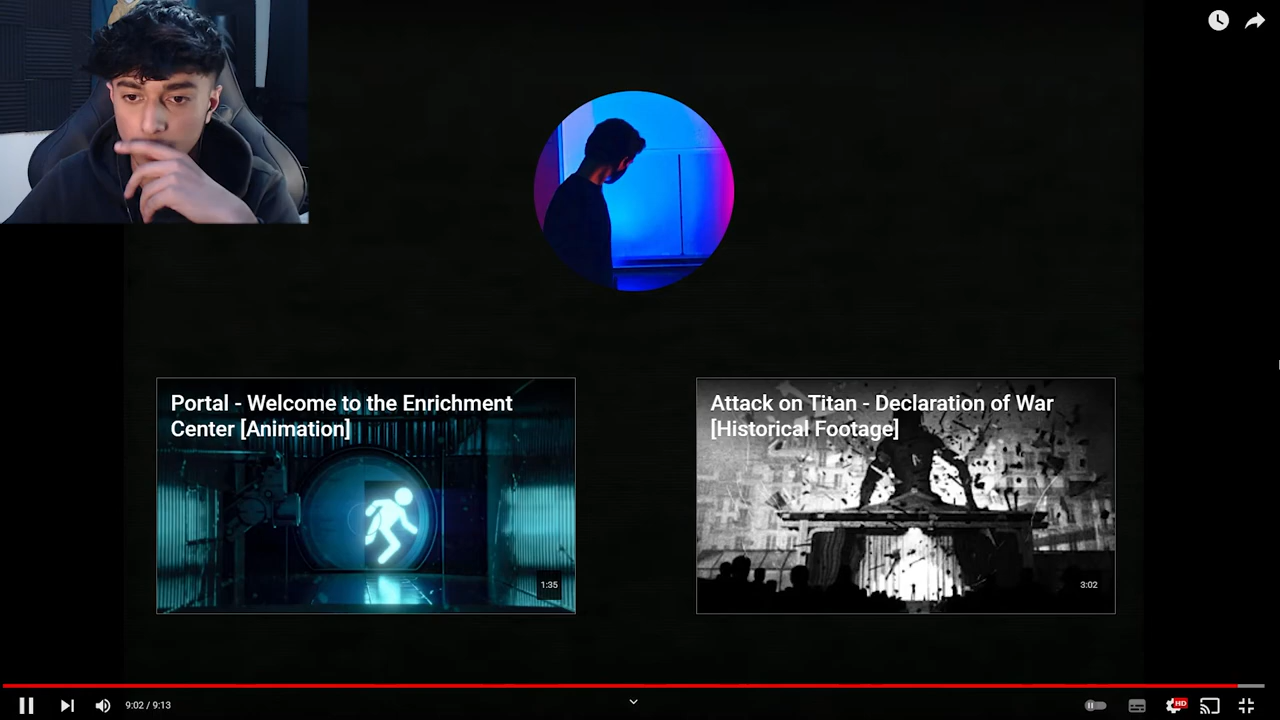 Portal - Welcome to the Enrichment
Center [Animation]
1:35
Attack on Titan - Declaration of War
[Historical Footage]
3:02
9:02 / 9:13
HD